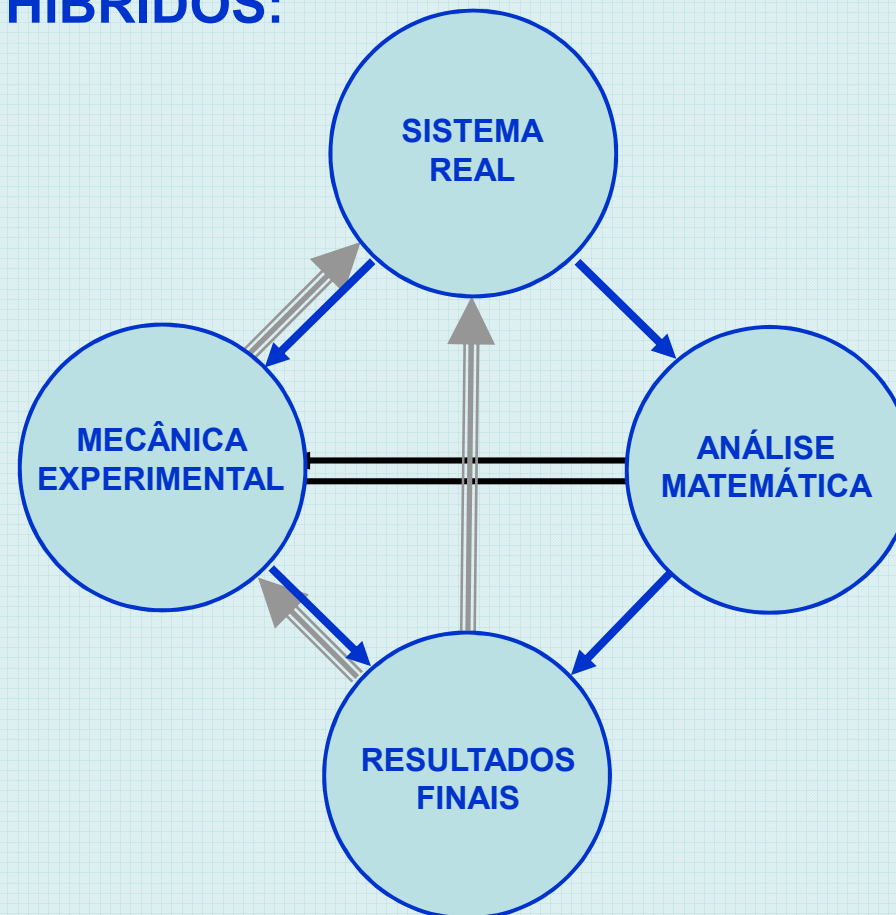 HÍBRIDOS:
SISTEMA
REAL
MECÂNICA
EXPERIMENTAL
ANÁLISE
MATEMÁTICA
RESULTADOS
FINAIS